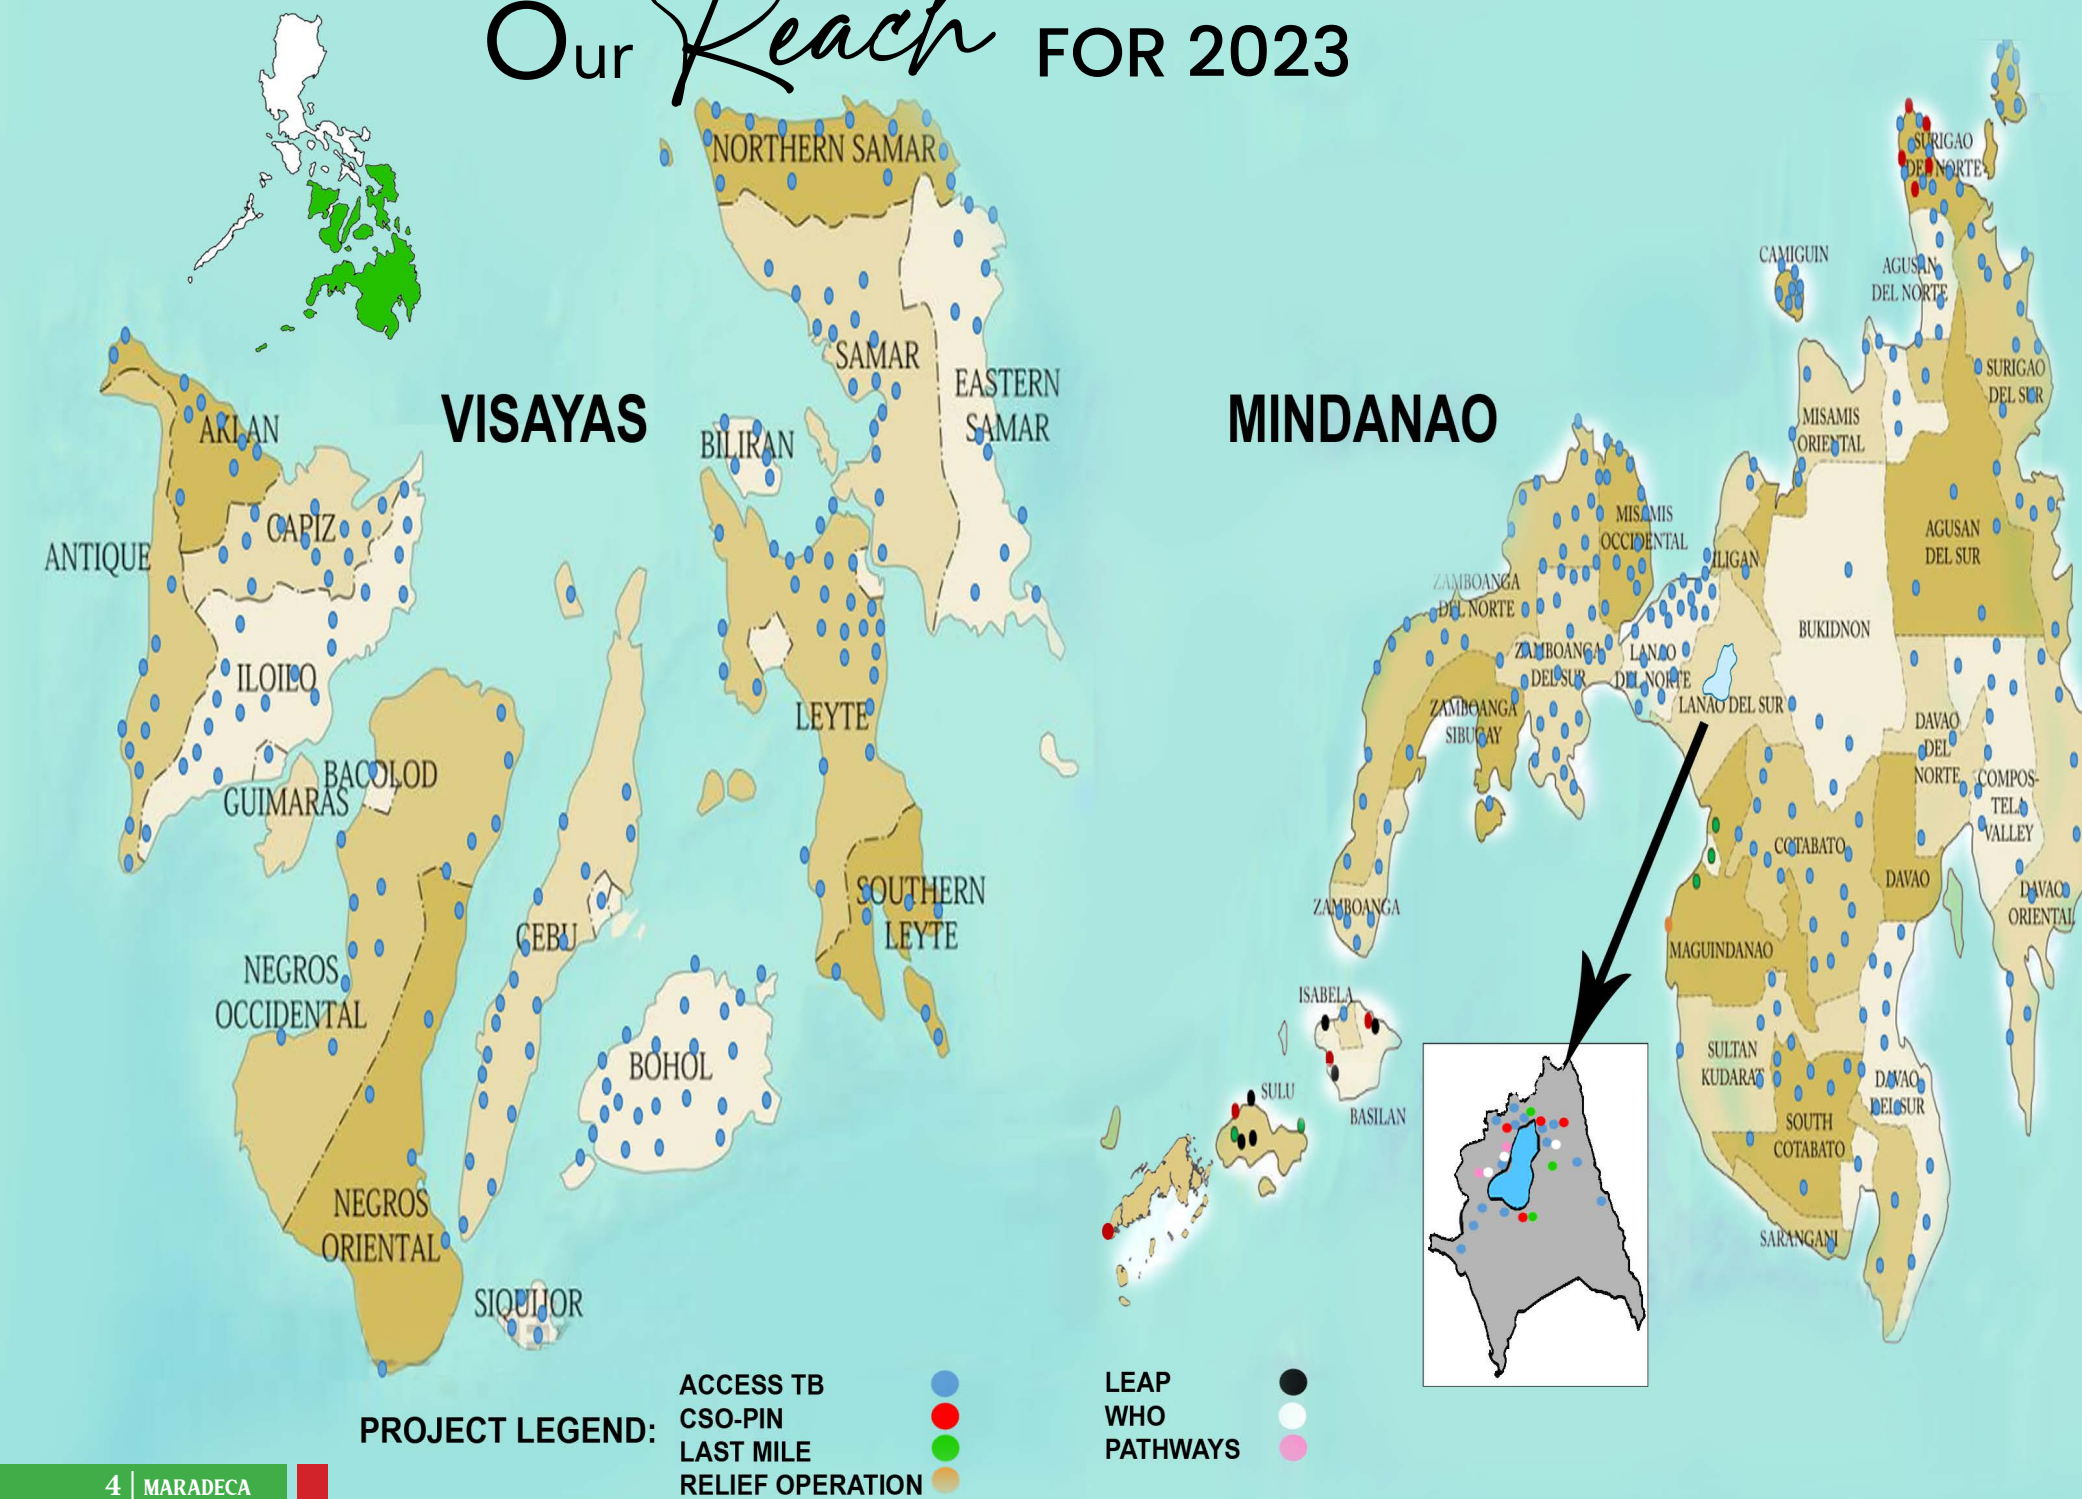 Our Reach FOR 2023
VISAYAS
MINDANAO
NORTHERN SAMAR
SAMAR
EASTERN
SAMAR
BILIRAN
AKLAN
CAPIZ
ANTIQUE
ILOILO
GUIMARAS
BACOLOD
LEYTE
SOUTHERN
LEYTE
CEBU
NEGROS
OCCIDENTAL
BOHOL
NEGROS
ORIENTAL
SIQUIJOR
SURIGAO
DEL NORTE
CAMIGUIN
AGUSAN
DEL NORTE
SURIGAO
DEL SUR
MISAMIS
ORIENTAL
MISAMIS
OCCIDENTAL
ILIGAN
AGUSAN
DEL SUR
ZAMBOANGA
DEL NORTE
BUKIDNON
ZAMBOANGA
DEL SUR
LANAO
DEL NORTE
LANAO DEL SUR
ZAMBOANGA
SIBUGAY
DAVAO
DEL
NORTE
COMPOS-
TELA
VALLEY
COTABATO
DAVAO
DAVAO
ORIENTAL
ZAMBOANGA
MAGUINDANAO
ISABELA
BASILAN
SULU
SULTAN
KUDARAT
DAVAO
DEL SUR
SOUTH
COTABATO
SARANGANI
PROJECT LEGEND:
ACCESS TB
CSO-PIN
LAST MILE
RELIEF OPERATION
LEAP
WHO
PATHWAYS
4 | MARADECA